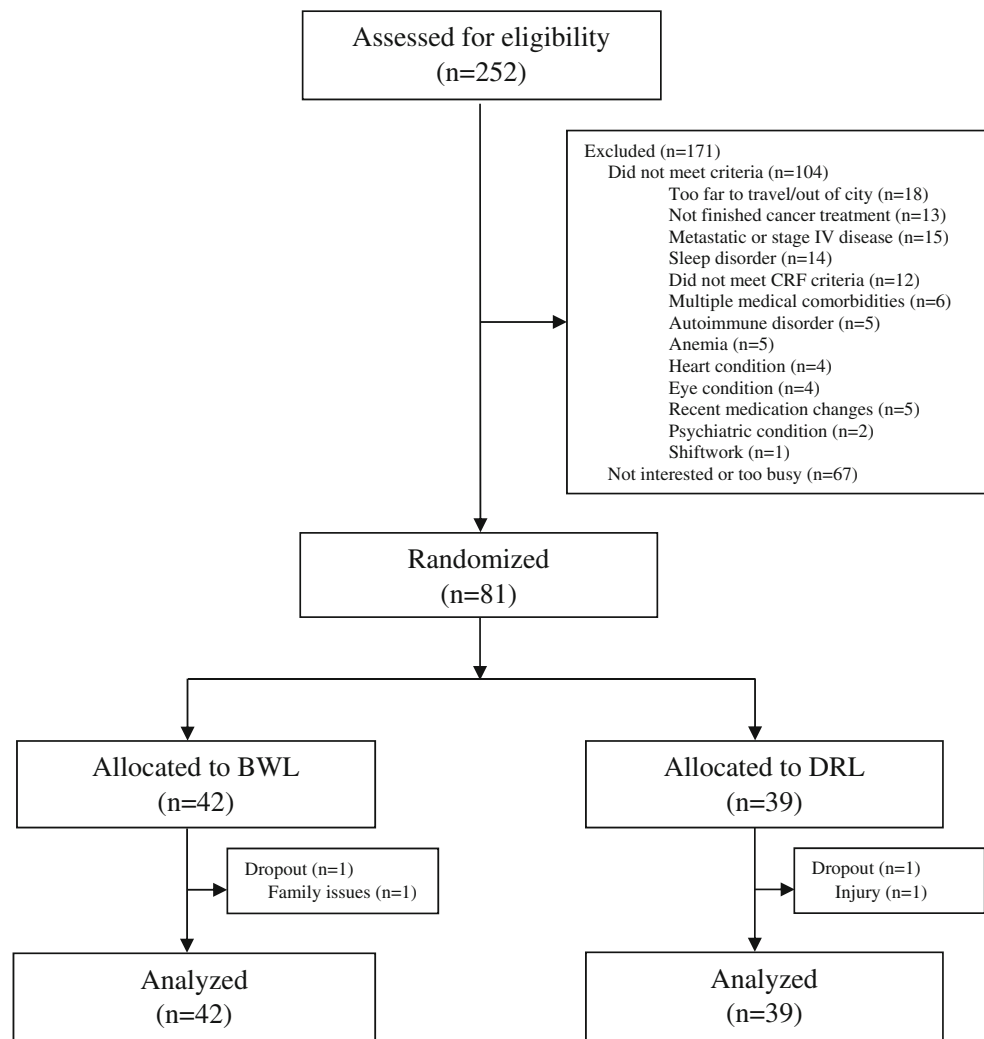 Assessed for eligibility
(n=252)
Excluded (n=171)
Did not meet criteria (n=104)
Too far to travel/out of city (n=18)
Not finished cancer treatment (n=13)
Metastatic or stage IV disease (n=15)
Sleep disorder (n=14)
Did not meet CRF criteria (n=12)
Multiple medical comorbidities (n=6)
Autoimmune disorder (n=5)
Anemia (n=5)
Heart condition (n=4)
Eye condition (n=4)
Recent medication changes (n=5)
Psychiatric condition (n=2)
Shiftwork (n=1)
Not interested or too busy (n=67)
Randomized
(n=81)
Allocated to BWL
(n=42)
Allocated to DRL
(n=39)
Dropout (n=1)
Family issues (n=1)
Dropout (n=1)
Injury (n=1)
Analyzed
(n=42)
Analyzed
(n=39)